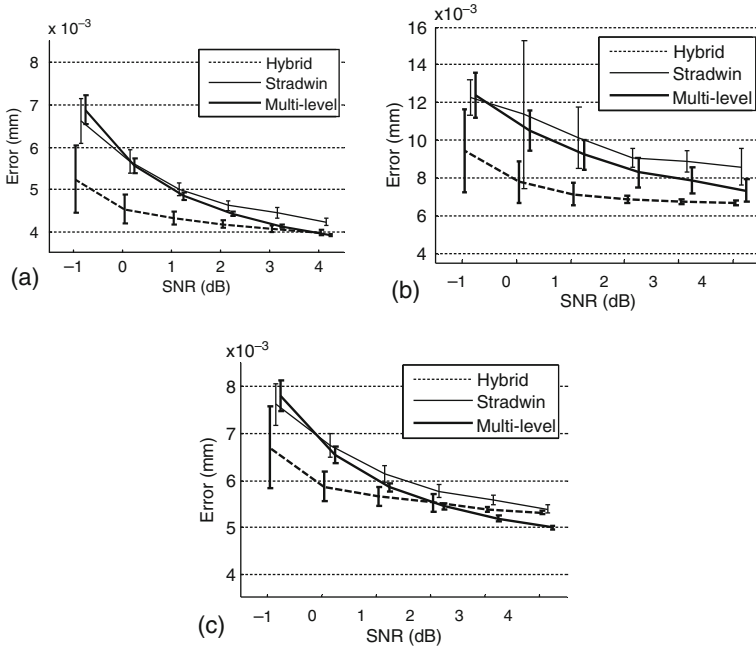 x 10⁻³
8
7
6
5
4
Error (mm)
Hybrid
Stradwin
Multi-level
−1 0 1 2 3 4
SNR (dB)
(a)
×10⁻³
16
14
12
10
8
6
4
Error (mm)
Hybrid
Stradwin
Multi-level
−1 0 1 2 3 4
SNR (dB)
(b)
x10⁻³
8
7
6
5
4
Error (mm)
Hybrid
Stradwin
Multi-level
−1 0 1 2 3 4
SNR (dB)
(c)